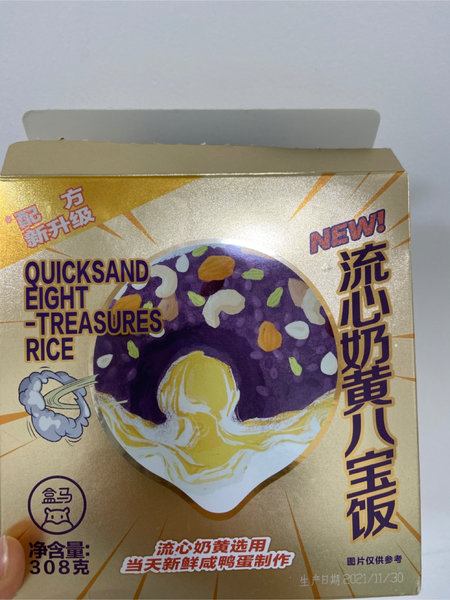 配方
新升级
NEW!
QUICKSAND
EIGHT
-TREASURES
RICE
流心奶黄八宝饭
盒马
净含量:
308克
流心奶黄选用
当天新鲜咸鸭蛋制作
图片仅供参考
生产日期 2021/11/30